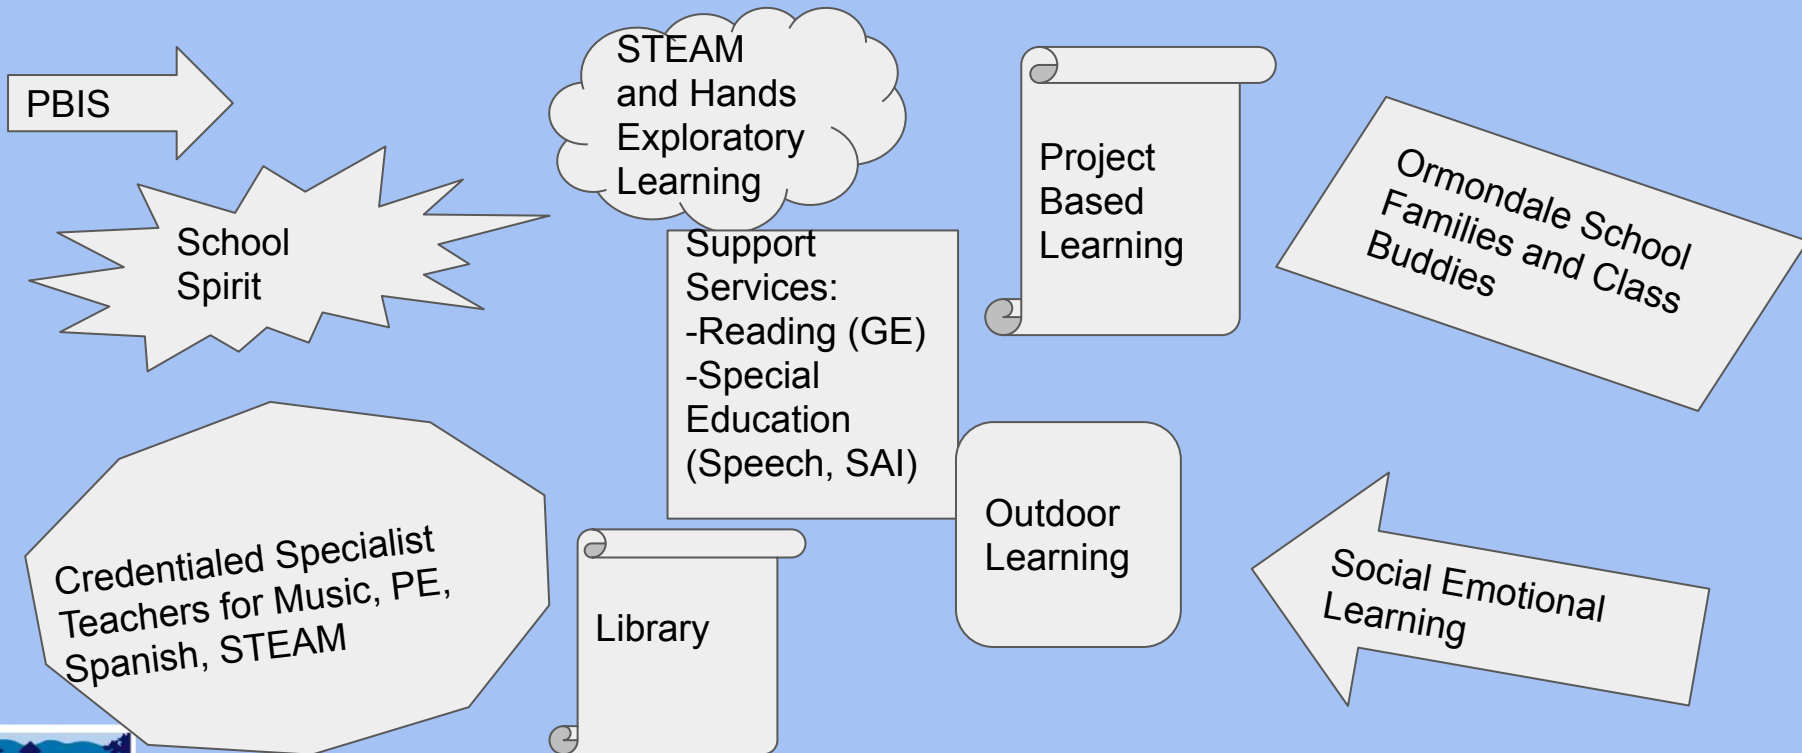 PBIS
STEAM
and Hands
Exploratory
Learning
Project
Based
Learning
Ormondale School
Families and Class
Buddies
School
Spirit
Support
Services:
-Reading (GE)
-Special
Education
(Speech, SAI)
Outdoor
Learning
Credentialed Specialist
Teachers for Music, PE,
Spanish, STEAM
Library
Social Emotional
Learning